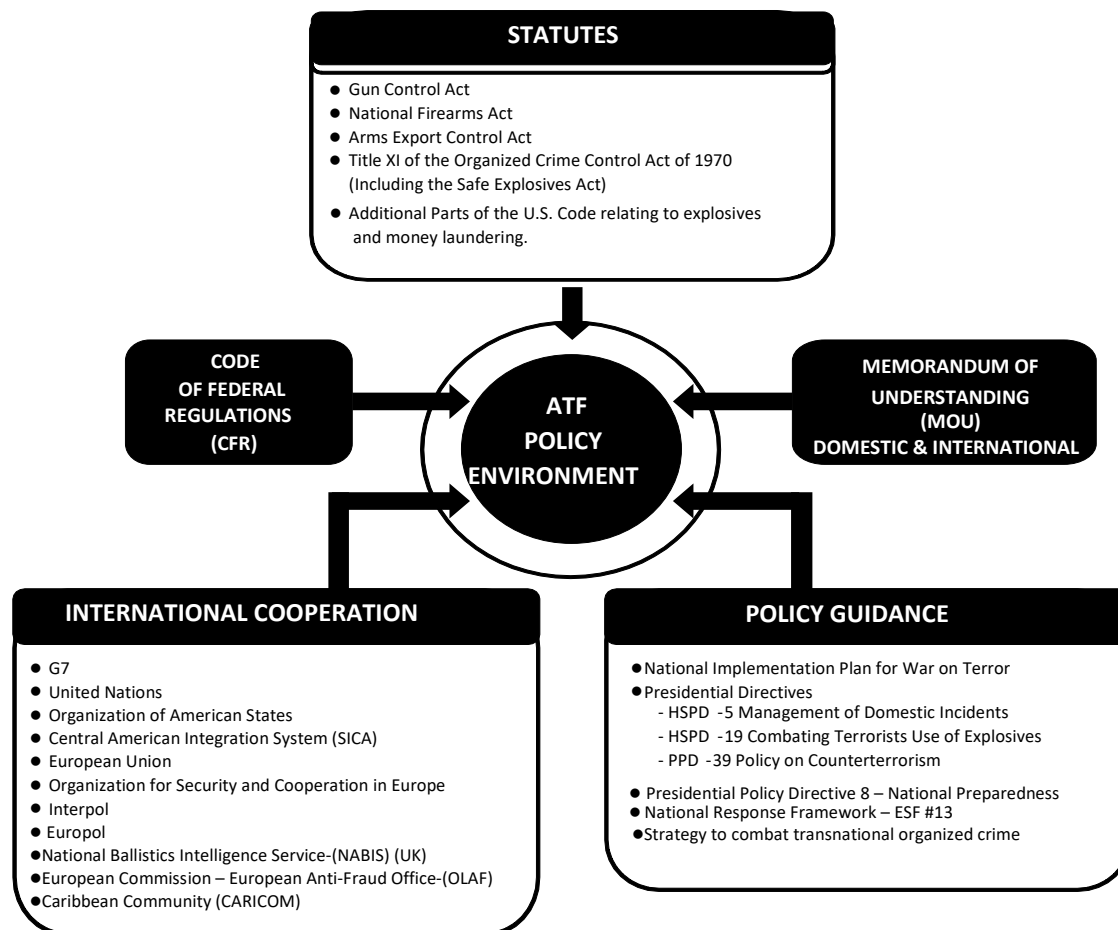 STATUTES
● Gun Control Act
● National Firearms Act
● Arms Export Control Act
● Title XI of the Organized Crime Control Act of 1970
(Including the Safe Explosives Act)
● Additional Parts of the U.S. Code relating to explosives
and money laundering.
CODE
OF FEDERAL
REGULATIONS
(CFR)
ATF
POLICY
ENVIRONMENT
MEMORANDUM OF
UNDERSTANDING
(MOU)
DOMESTIC & INTERNATIONAL
INTERNATIONAL COOPERATION
● G7
● United Nations
● Organization of American States
● Central American Integration System (SICA)
● European Union
● Organization for Security and Cooperation in Europe
● Interpol
● Europol
●National Ballistics Intelligence Service-(NABIS) (UK)
●European Commission – European Anti-Fraud Office-(OLAF)
●Caribbean Community (CARICOM)
POLICY GUIDANCE
●National Implementation Plan for War on Terror
●Presidential Directives
- HSPD -5 Management of Domestic Incidents
- HSPD -19 Combating Terrorists Use of Explosives
- PPD -39 Policy on Counterterrorism
● Presidential Policy Directive 8 – National Preparedness
●National Response Framework – ESF #13
●Strategy to combat transnational organized crime